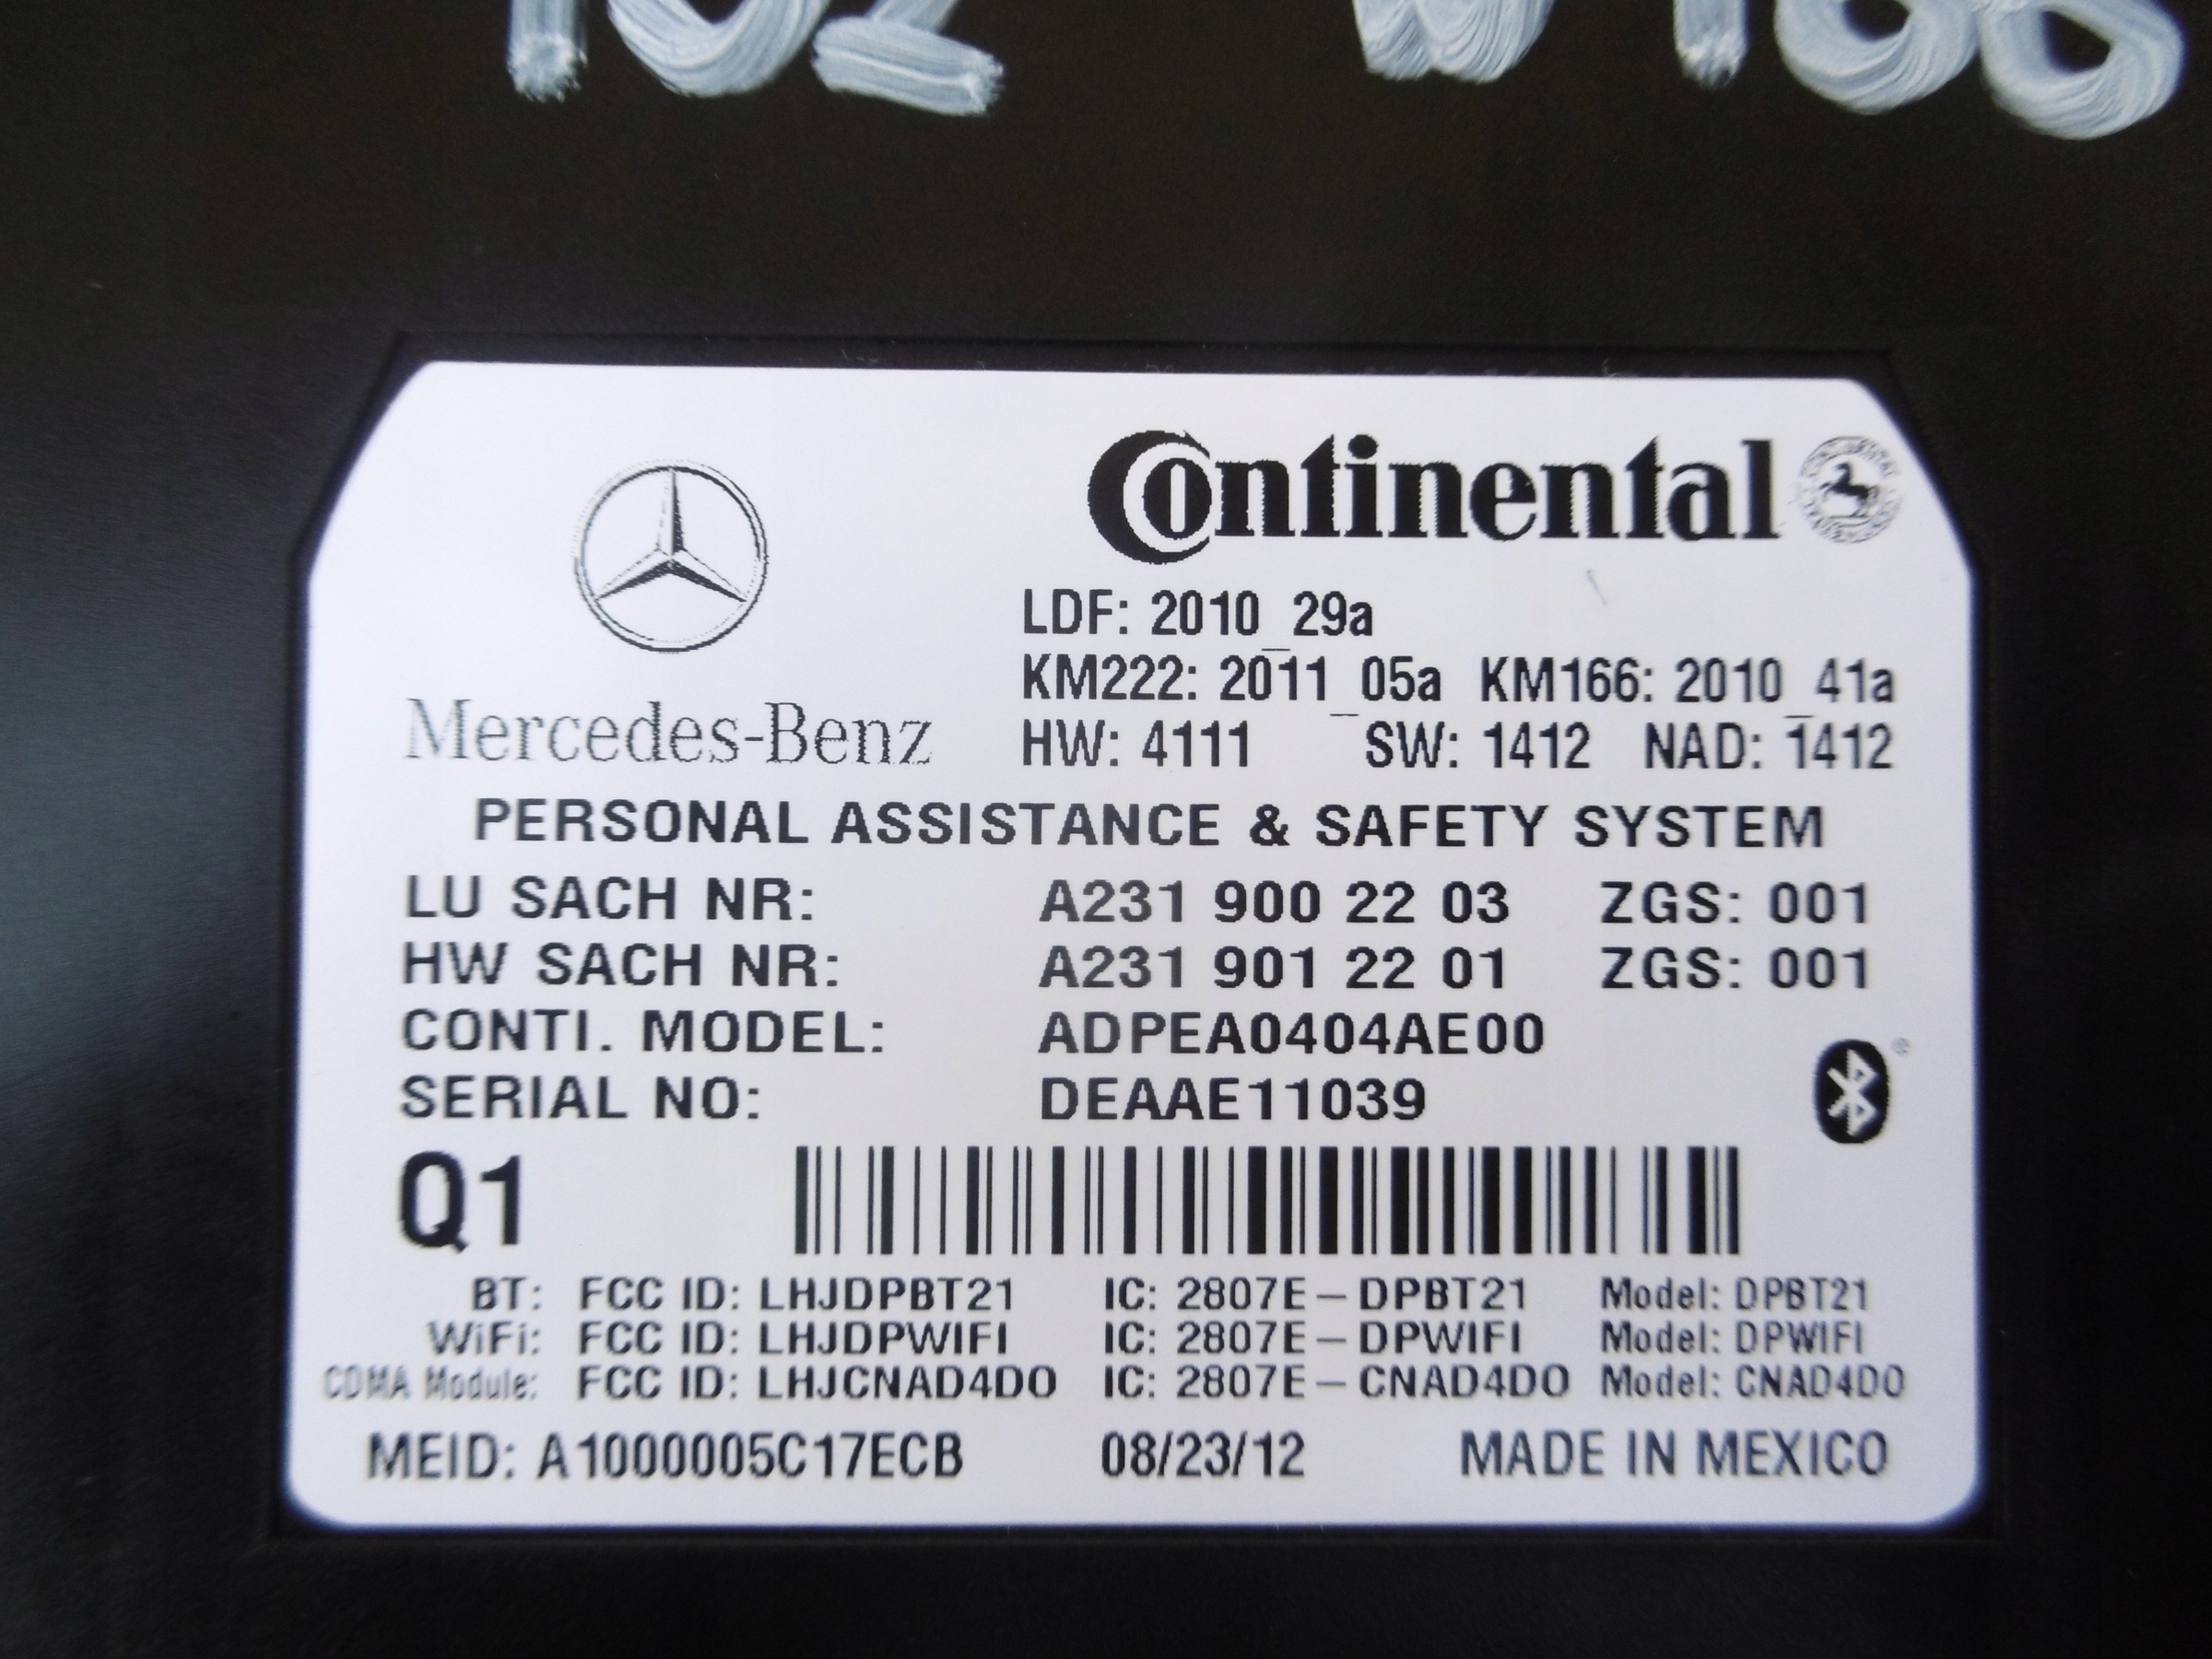 Continental
LDF: 2010_29a
KM222: 2011_05a KM166: 2010_41a
Mercedes-Benz
HW: 4111 SW: 1412 NAD: 1412
PERSONAL ASSISTANCE & SAFETY SYSTEM
LU SACH NR: A231 900 22 03 ZGS: 001
HW SACH NR: A231 901 22 01 ZGS: 001
CONTI. MODEL: ADPEA0404AE00
SERIAL NO: DEAAE11039
Q1
BT: FCC ID: LHJDPBT21 IC: 2807E-DPBT21 Model: DPBT21
WiFi: FCC ID: LHJDPWIFI IC: 2807E-DPWIFI Model: DPWIFI
CDMA Module: FCC ID: LHJCNAD4DO IC: 2807E-CNAD4DO Model: CNAD4DO
MEID: A1000005C17ECB 08/23/12 MADE IN MEXICO